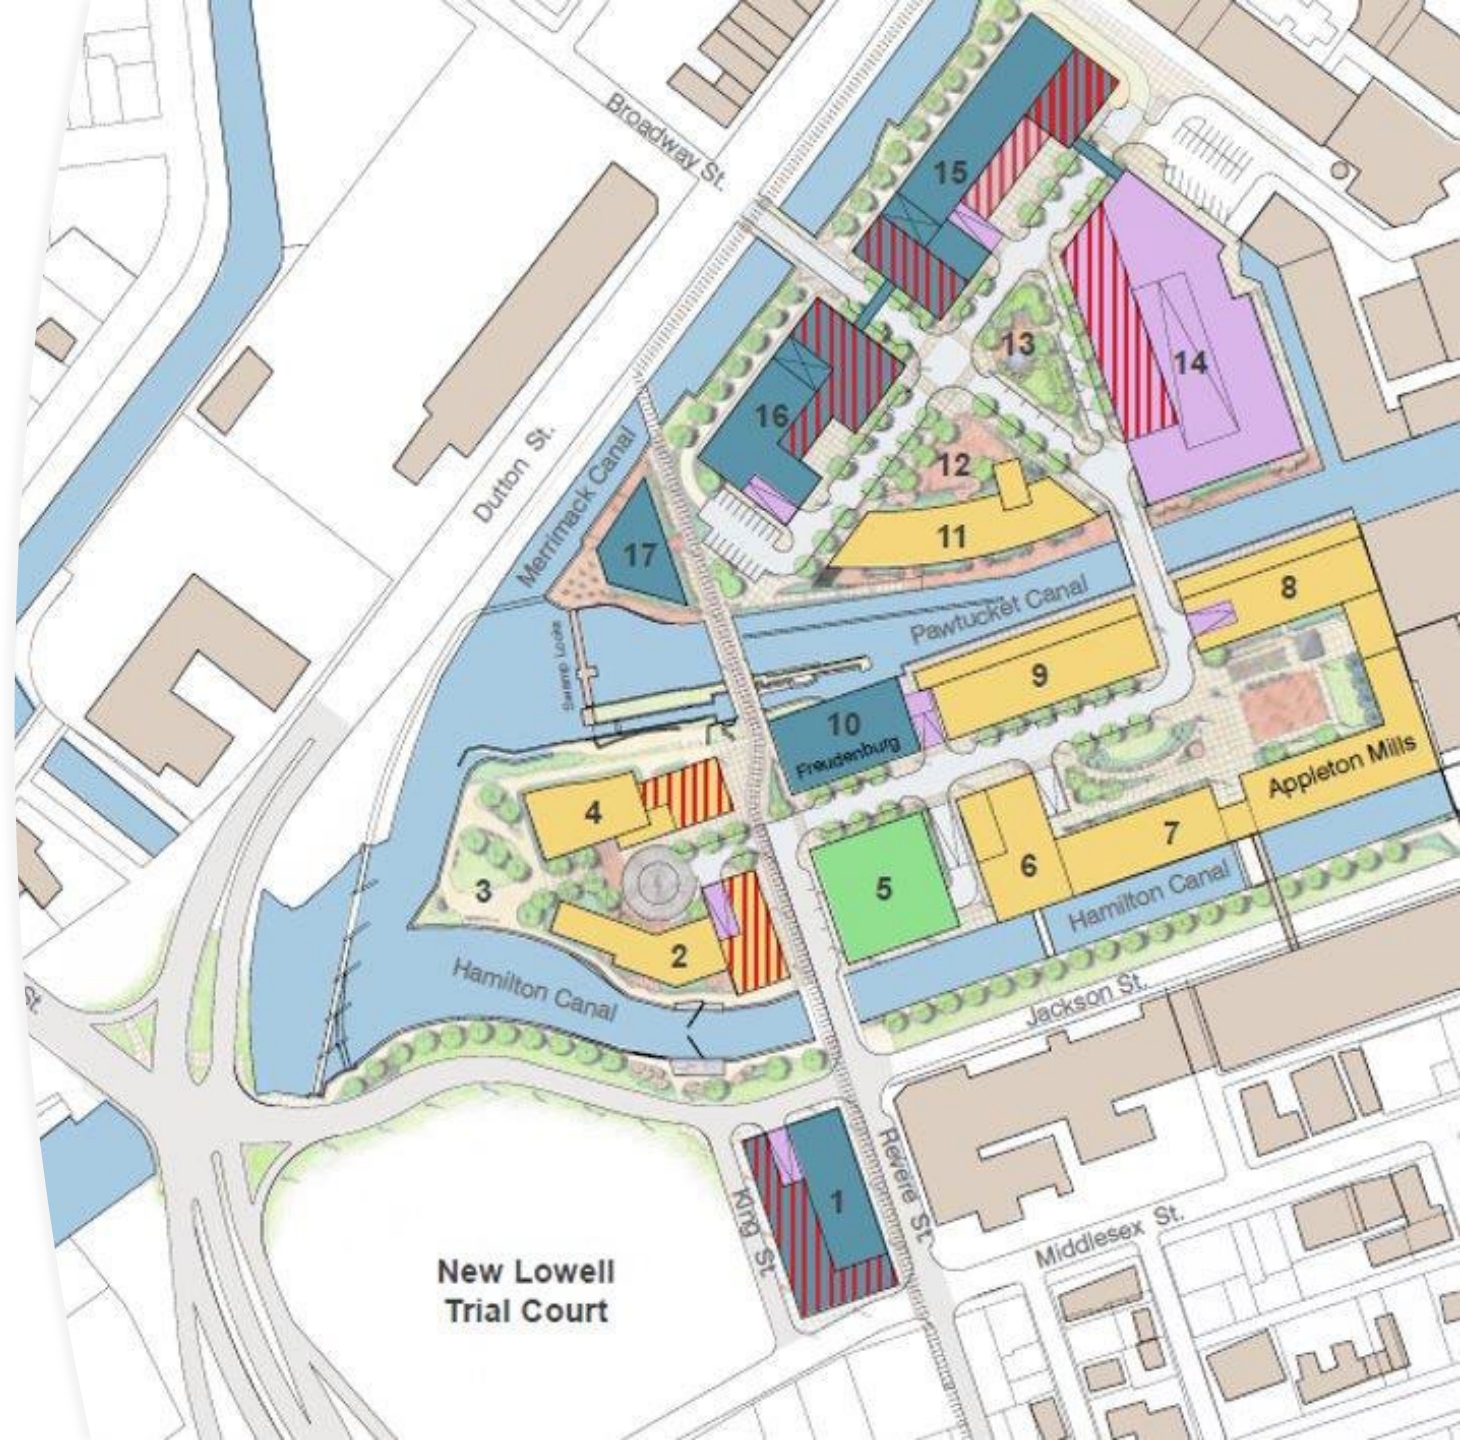 Broadway St.
15
13
14
16
Dutton St.
Merrimack Canal
12
11
17
8
Pawtucket Canal
Swamp Locks
9
10
Freudenburg
Appleton Mills
4
7
6
5
3
Hamilton Canal
2
Hamilton Canal
St.
Jackson St.
Revere St.
1
King St.
Middlesex St.
New Lowell
Trial Court